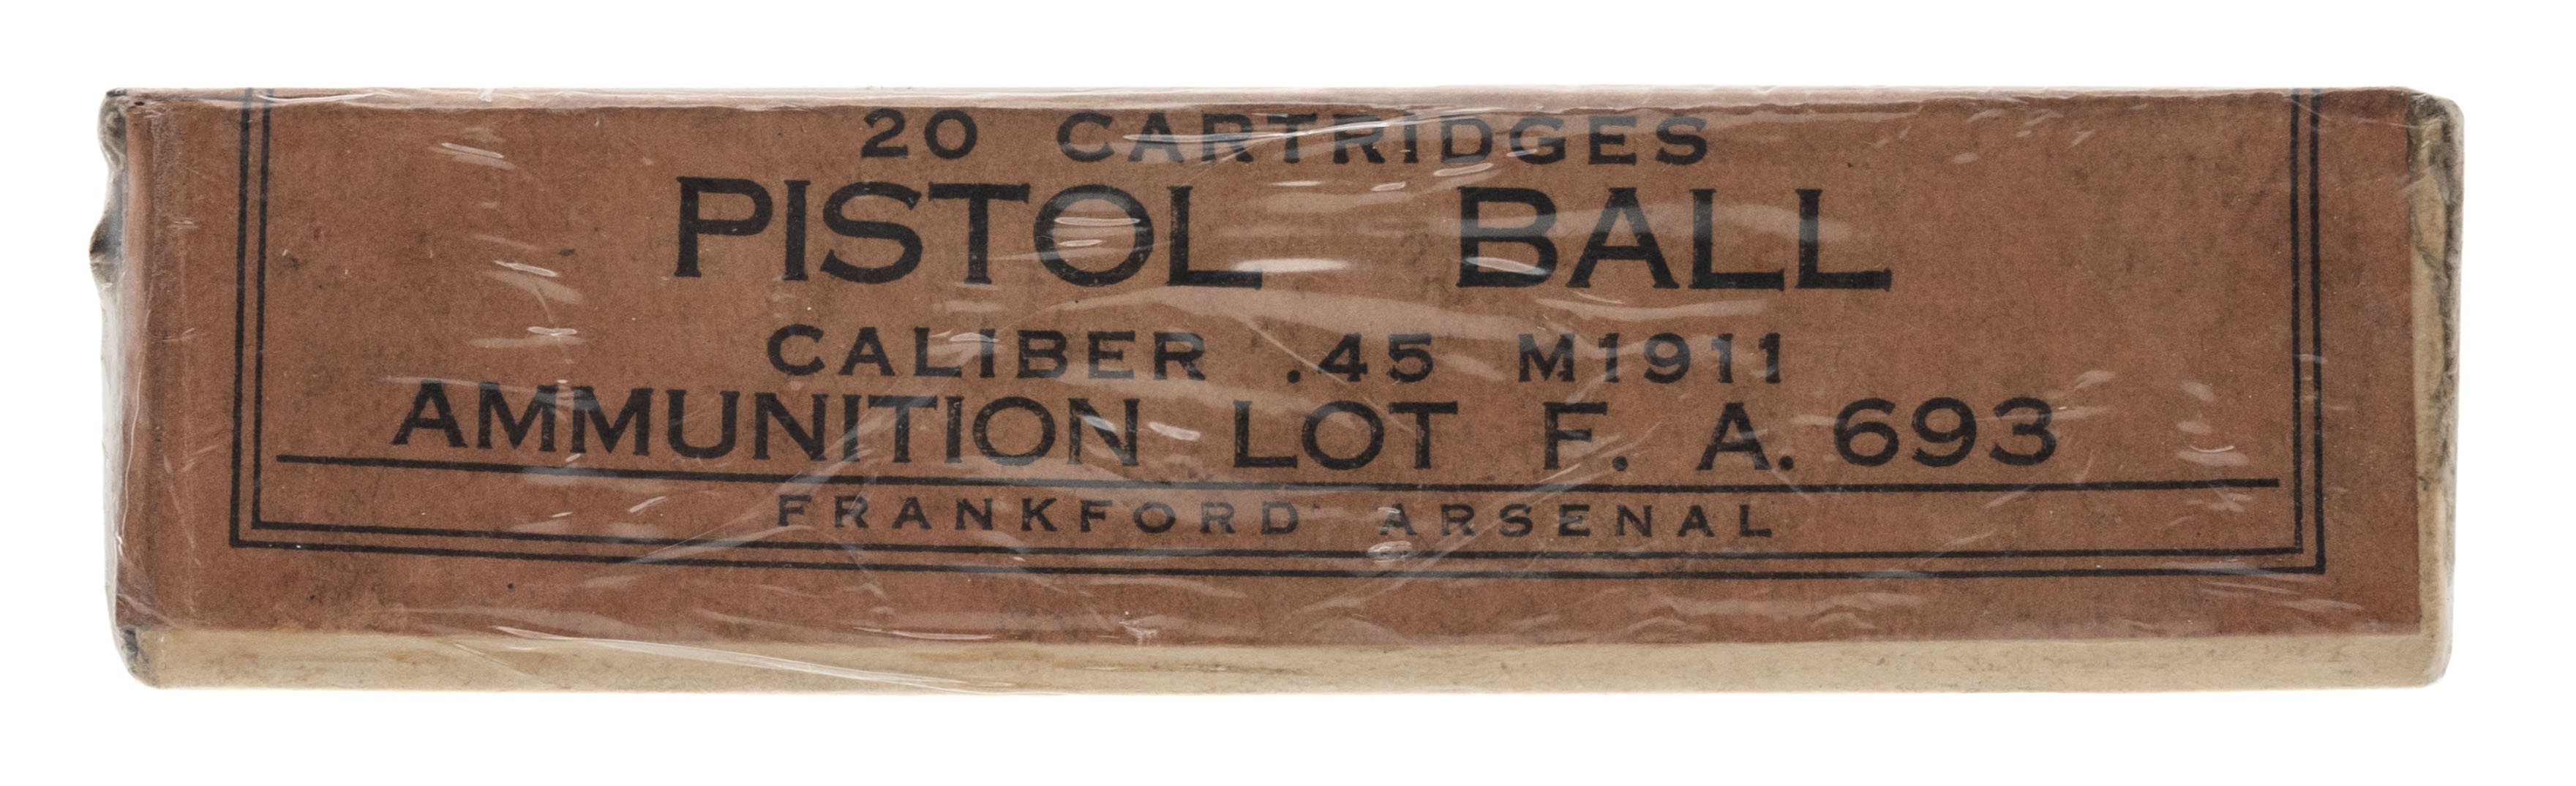 20 CARTRIDGES
PISTOL BALL
CALIBER .45 M1911
AMMUNITION LOT F. A. 693
FRANKFORD ARSENAL